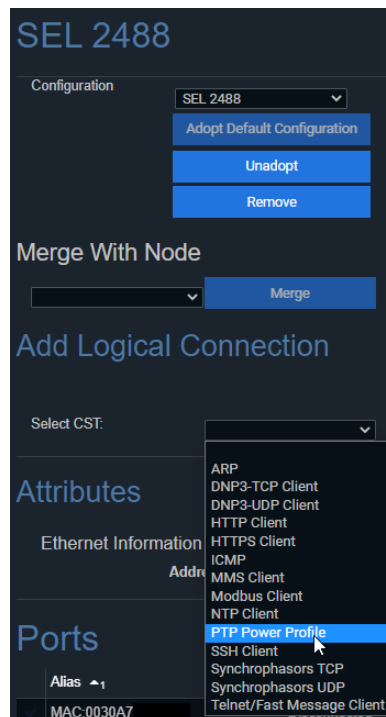 SEL 2488
Configuration
SEL 2488
Adopt Default Configuration
Unadopt
Remove
Merge With Node
Merge
Add Logical Connection
Select CST:
ARP
DNP3-TCP Client
DNP3-UDP Client
HTTP Client
HTTPS Client
ICMP
MMS Client
Modbus Client
NTP Client
PTP Power Profile
SSH Client
Synchrophasors TCP
Synchrophasors UDP
Telnet/Fast Message Client
Attributes
Ethernet Information
Addre
Ports
Alias ▲1
MAC:0030A7